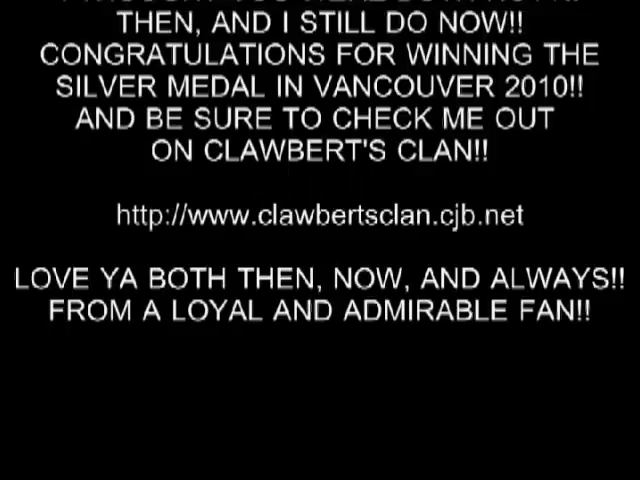 THEN, AND I STILL DO NOW!!
CONGRATULATIONS FOR WINNING THE
SILVER MEDAL IN VANCOUVER 2010!!
AND BE SURE TO CHECK ME OUT
ON CLAWBERT'S CLAN!!
http://www.clawbertsclan.cjb.net
LOVE YA BOTH THEN, NOW, AND ALWAYS!!
FROM A LOYAL AND ADMIRABLE FAN!!